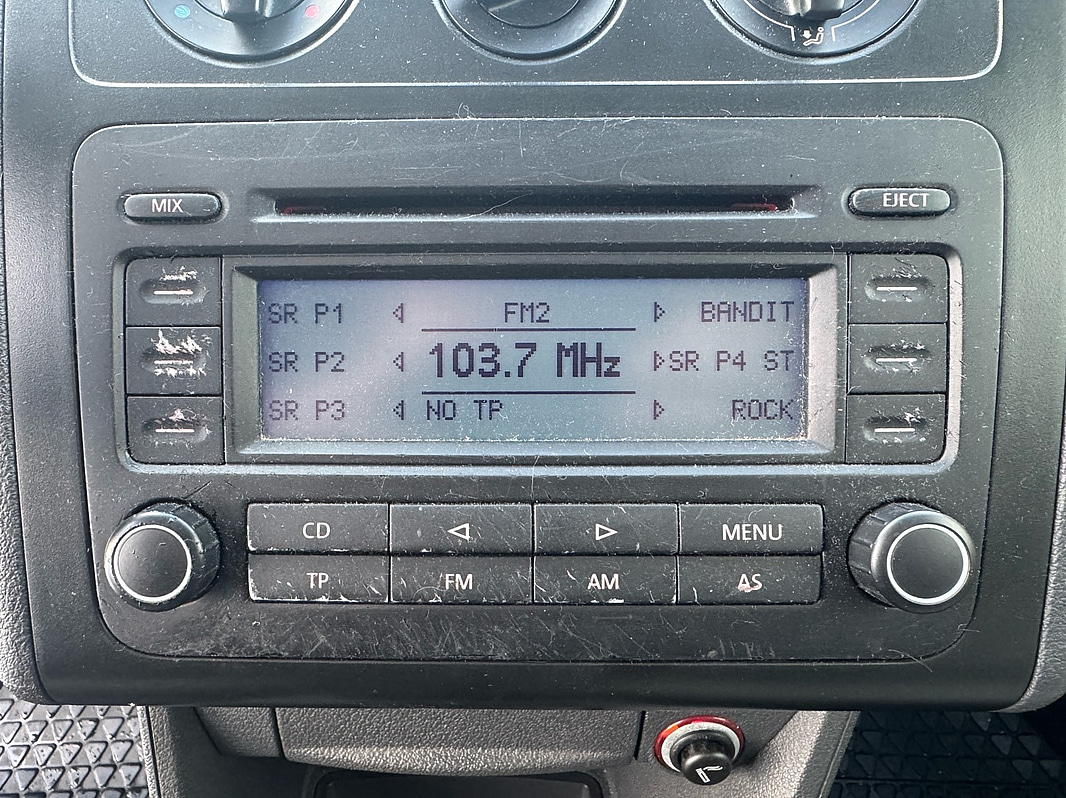 MIX
EJECT
SR P1 FM2 BANDIT
SR P2 103.7 MHz SR P4 ST
SR P3 NO TP ROCK
CD MENU
TP FM AM AS